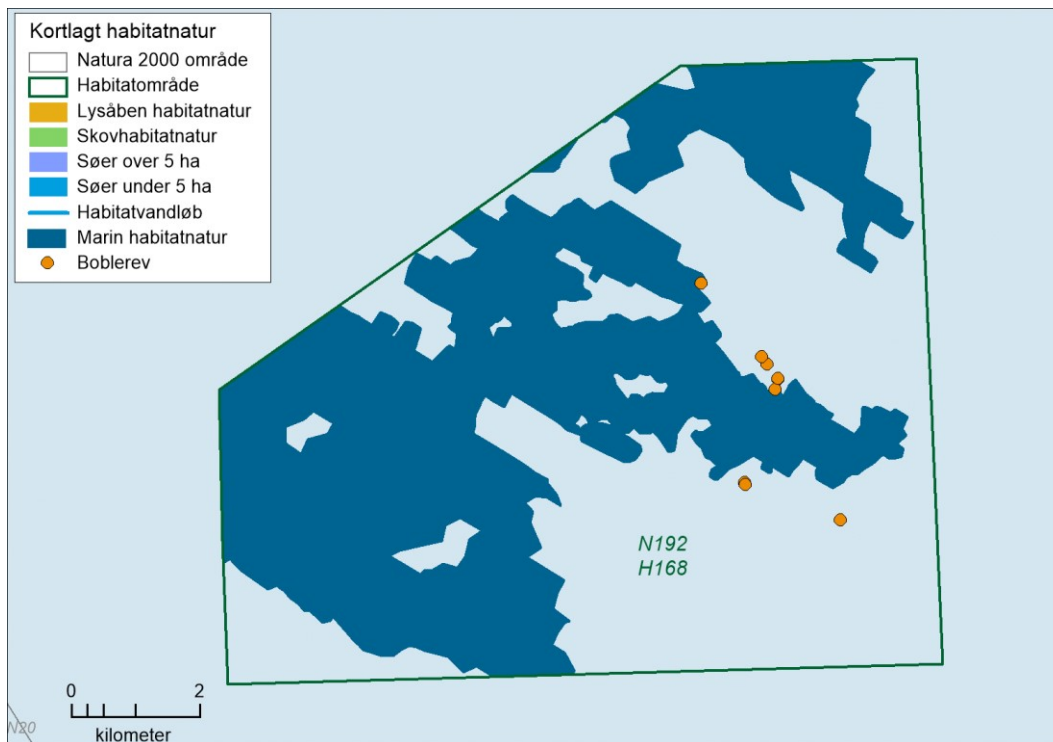 Kortlagt habitatnatur
Natura 2000 område
Habitatområde
Lysåben habitatnatur
Skovhabitatnatur
Søer over 5 ha
Søer under 5 ha
Habitatvandløb
Marin habitatnatur
Boblerev
N192
H168
0 2
kilometer
N20